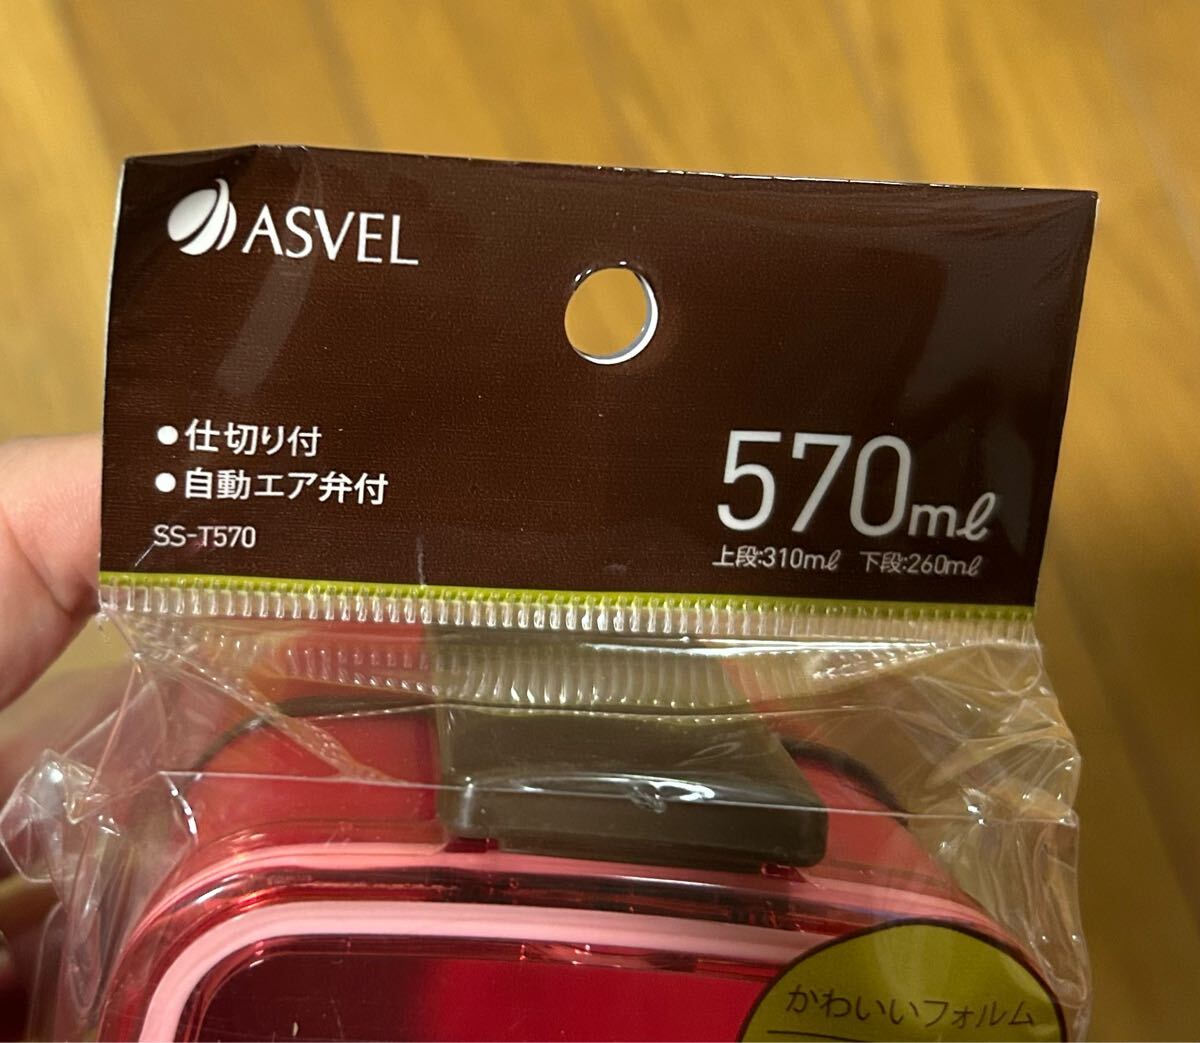 ASVEL
●仕切り付
●自動エア弁付
SS-T570
570mℓ
上段:310mℓ 下段:260mℓ
かわいいフォルム